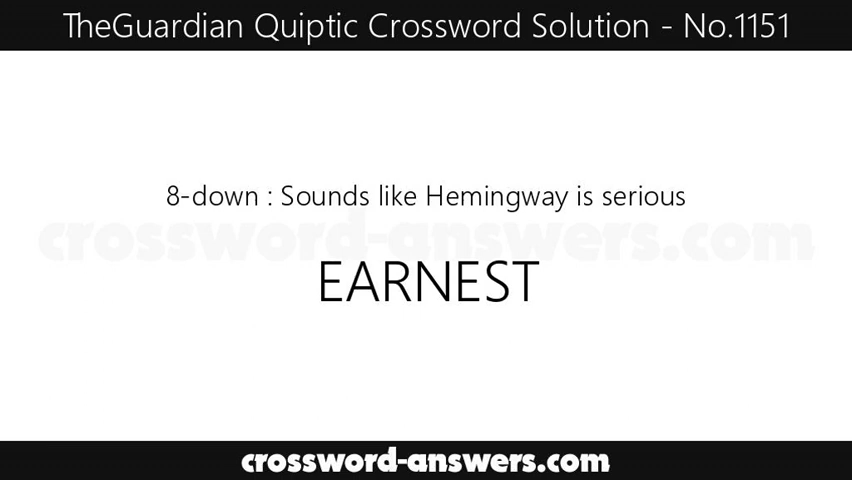 TheGuardian Quiptic Crossword Solution - No.1151
8-down : Sounds like Hemingway is serious
crossword-answers.com
EARNEST
crossword-answers.com